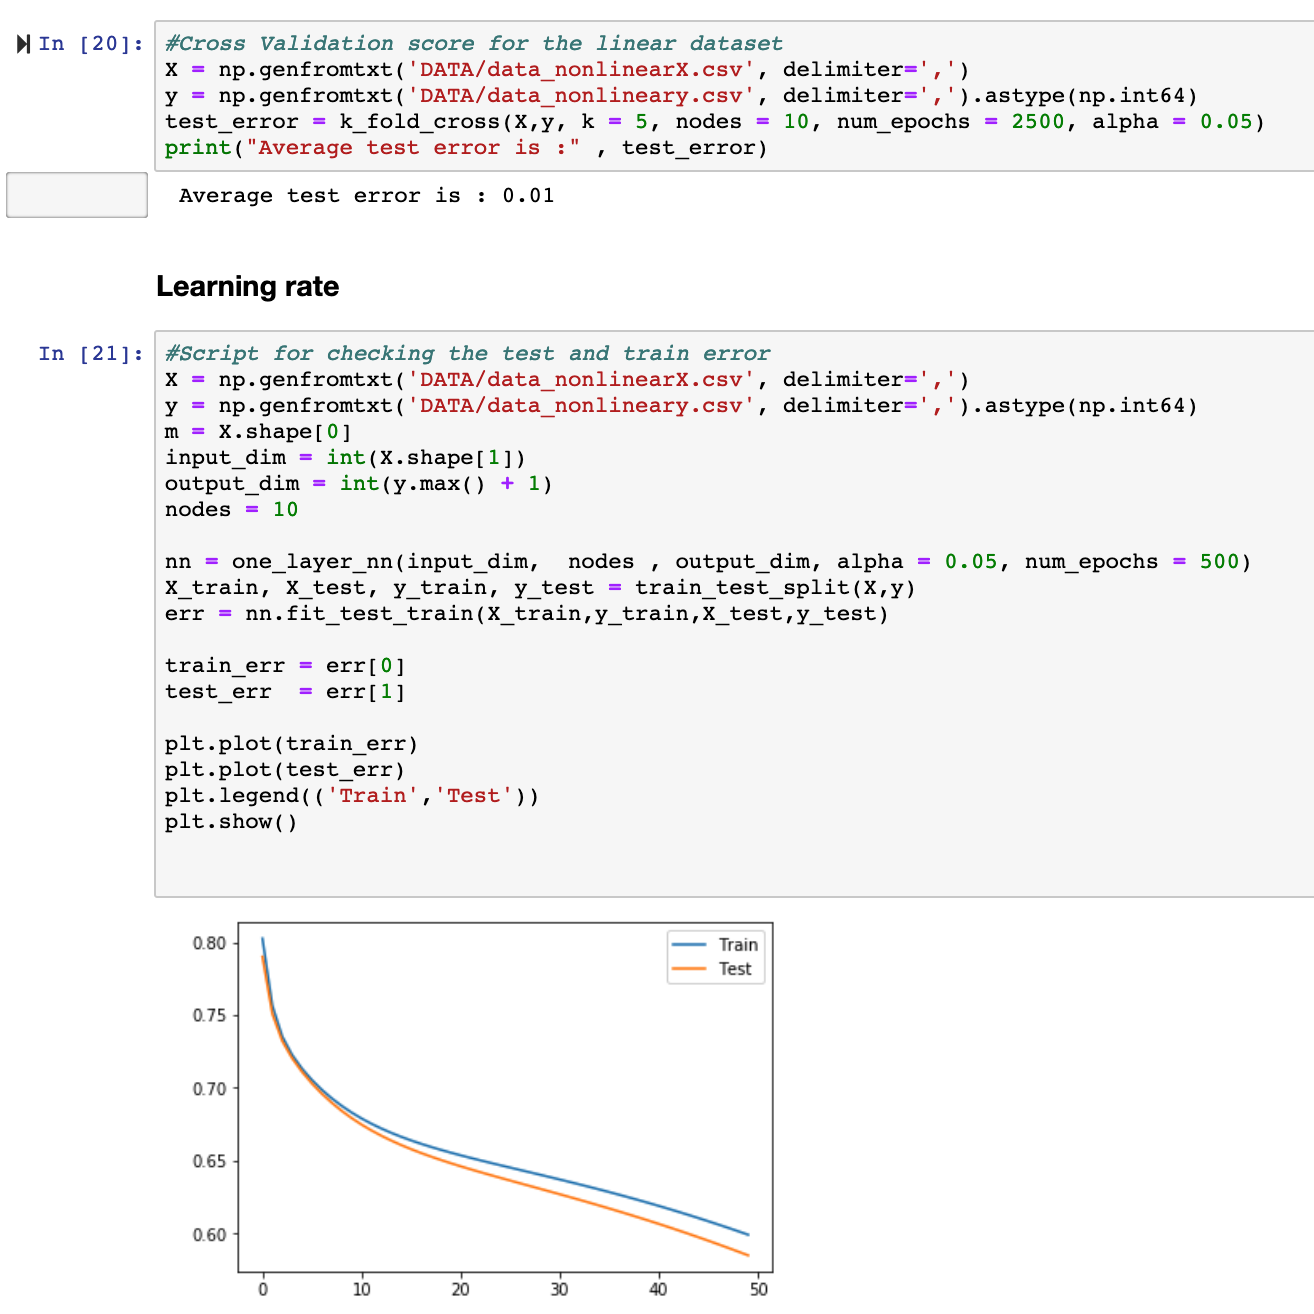 In [20]:
#Cross Validation score for the linear dataset
X = np.genfromtxt('DATA/data_nonlinearX.csv', delimiter=',')
y = np.genfromtxt('DATA/data_nonlineary.csv', delimiter=',').astype(np.int64)
test_error = k_fold_cross(X,y, k = 5, nodes = 10, num_epochs = 2500, alpha = 0.05)
print("Average test error is :" , test_error)
Average test error is : 0.01
Learning rate
In [21]:
#Script for checking the test and train error
X = np.genfromtxt('DATA/data_nonlinearX.csv', delimiter=',')
y = np.genfromtxt('DATA/data_nonlineary.csv', delimiter=',').astype(np.int64)
m = X.shape[0]
input_dim = int(X.shape[1])
output_dim = int(y.max() + 1)
nodes = 10
nn = one_layer_nn(input_dim,  nodes , output_dim, alpha = 0.05, num_epochs = 500)
X_train, X_test, y_train, y_test = train_test_split(X,y)
err = nn.fit_test_train(X_train,y_train,X_test,y_test)
train_err = err[0]
test_err  = err[1]
plt.plot(train_err)
plt.plot(test_err)
plt.legend(('Train','Test'))
plt.show()
Train
Test
0.80
0.75
0.70
0.65
0.60
0 10 20 30 40 50